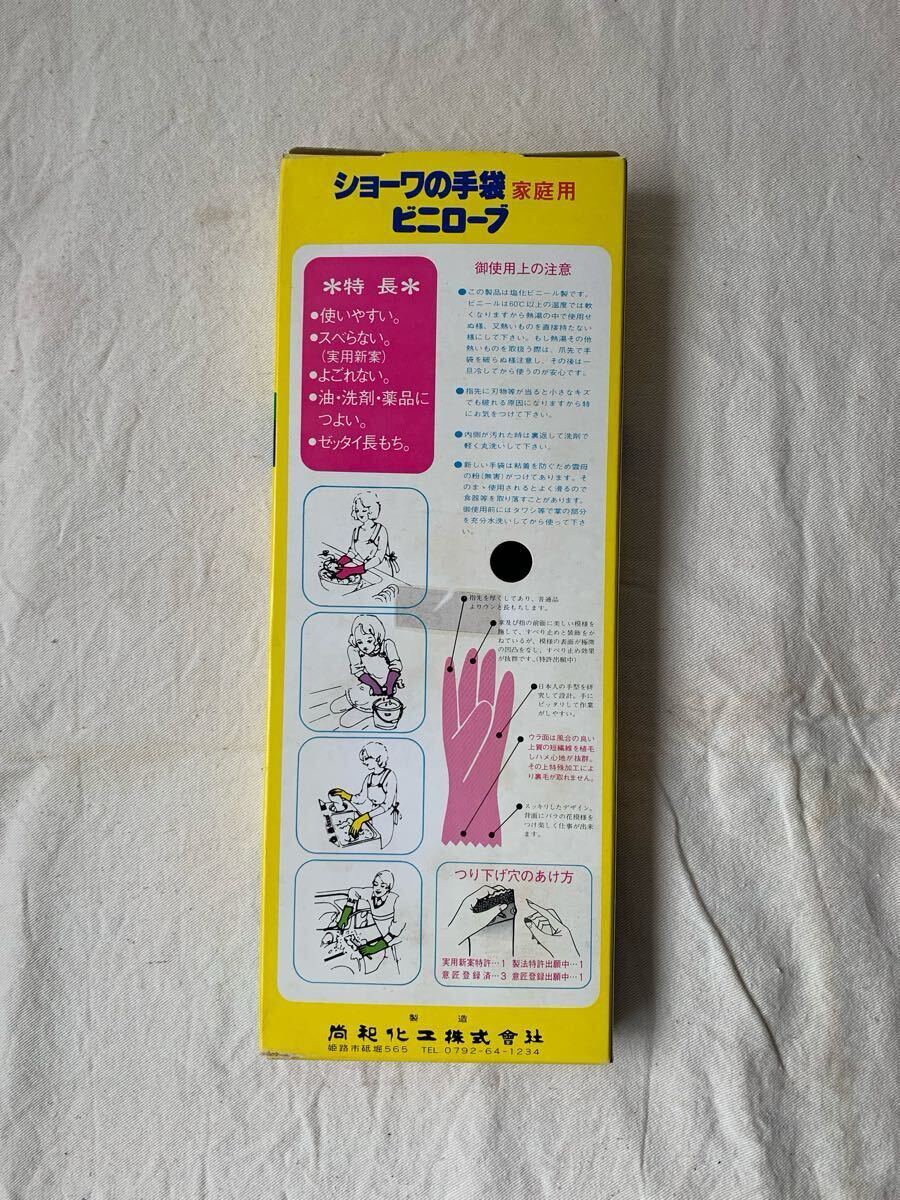 ショーワの手袋 家庭用
ビニローブ
＊特長＊
●使いやすい。
●スベらない。
(実用新案)
●よごれない。
●油・洗剤・薬品に
つよい。
●ゼッタイ長もち。
御使用上の注意
●この製品は塩化ビニール製です。
ビニールは60℃以上の温度では軟
くなりますから熱湯の中で使用せ
ぬ様、又熱いものを直接持たない
様にして下さい。もし熱湯その他
熱いものを取扱う際は、爪先で手
袋を破らぬ様注意し、その後は一
旦冷してから使うのが安心です。
●指先に刃物等が当ると小さなキズ
でも破れる原因になりますから特
にお気をつけて下さい。
●内側が汚れた時は裏返して洗剤で
軽く丸洗いして下さい。
●新しい手袋は粘着を防ぐため雲母
の粉(無害)がつけてあります。そ
のまゝ使用されるとよく滑るので
食器等を取り落すことがあります。
御使用前にはタワシ等で掌の部分
を充分水洗いしてから使って下さ
い。
指先を厚くしてあり、普通品
よりウンと長もちします。
掌及び指の前面に美しい模様を
施して、すべり止めと装飾をか
ねているが、模様の表面が極微
の凹凸をなし、すべり止め効果
が抜群です。(特許出願中)
日本人の手型を研
究して設計。手に
ピッタリして作業
がしやすい。
ウラ面は風合の良い
上質の短繊維を植毛
しハメ心地が抜群。
その上特殊加工によ
り裏毛が取れません。
スッキリしたデザイン。
背面にバラの花模様を
つけ楽しく仕事が出来
ます。
つり下げ穴のあけ方
実用新案特許…1 製法特許出願中…1
意匠登録済…3 意匠登録出願中…1
製造
尚和化工株式會社
姫路市砥堀565 TEL 0792-64-1234